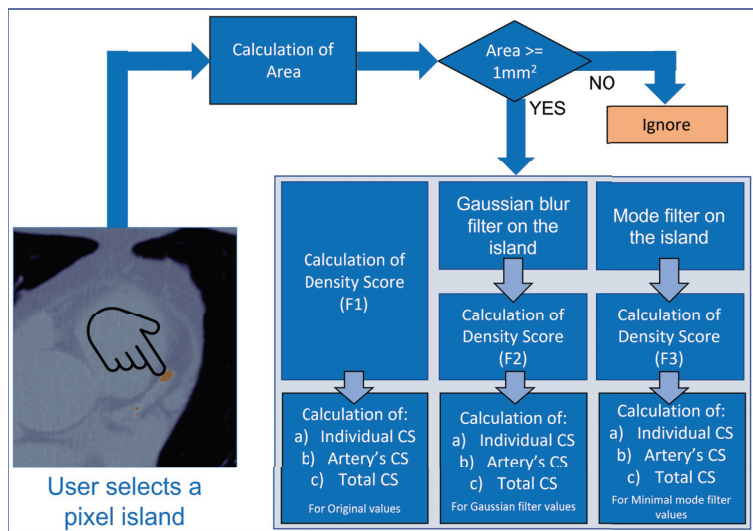 Calculation of
Area
Area >=
1mm²
NO
YES
Ignore
Calculation of
Density Score
(F1)
Gaussian blur
filter on the
island
Mode filter on
the island
Calculation of
Density Score
(F2)
Calculation of
Density Score
(F3)
Calculation of:
a) Individual CS
b) Artery's CS
c) Total CS
For Original values
Calculation of:
a) Individual CS
b) Artery's CS
c) Total CS
For Gaussian filter values
Calculation of:
a) Individual CS
b) Artery's CS
c) Total CS
For Minimal mode filter
values
User selects a
pixel island